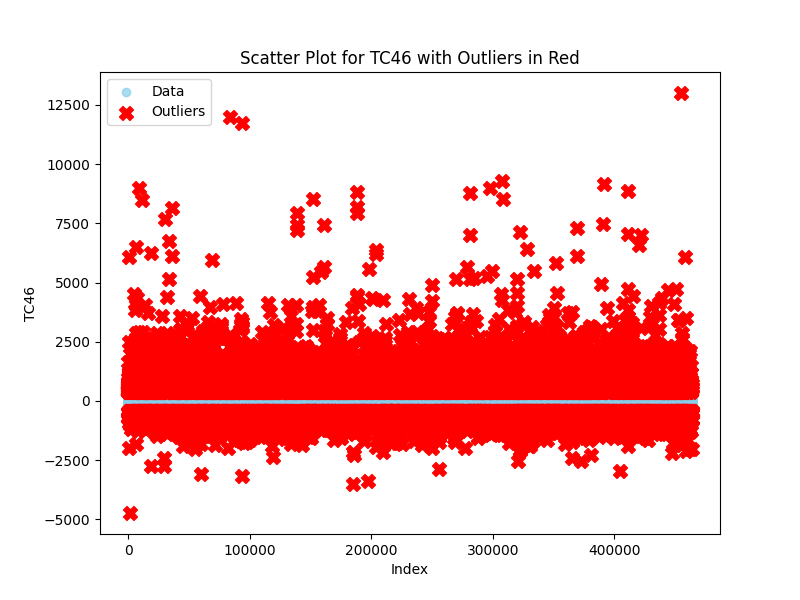 Scatter Plot for TC46 with Outliers in Red
Data
Outliers
12500
10000
7500
5000
2500
0
−2500
−5000
TC46
0 100000 200000 300000 400000
Index